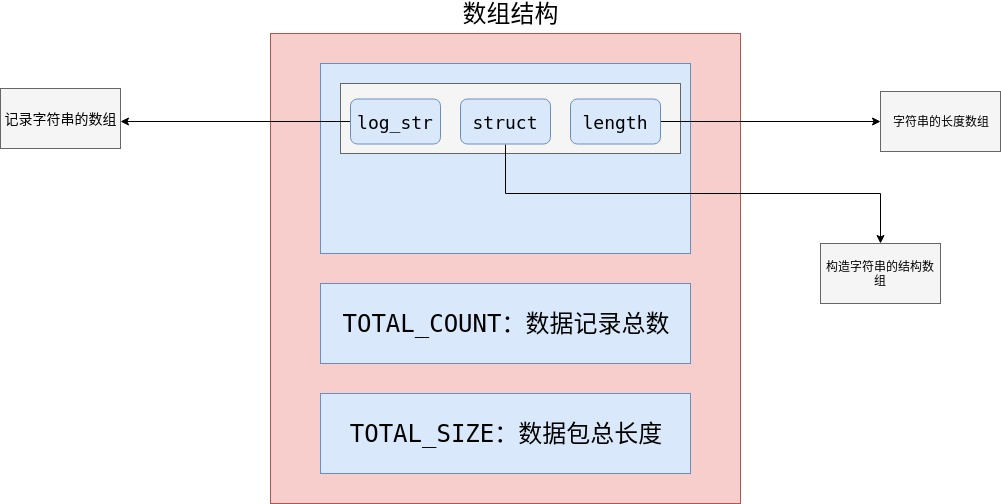 数组结构
记录字符串的数组
log_str
struct
length
字符串的长度数组
构造字符串的结构数
组
TOTAL_COUNT：数据记录总数
TOTAL_SIZE：数据包总长度